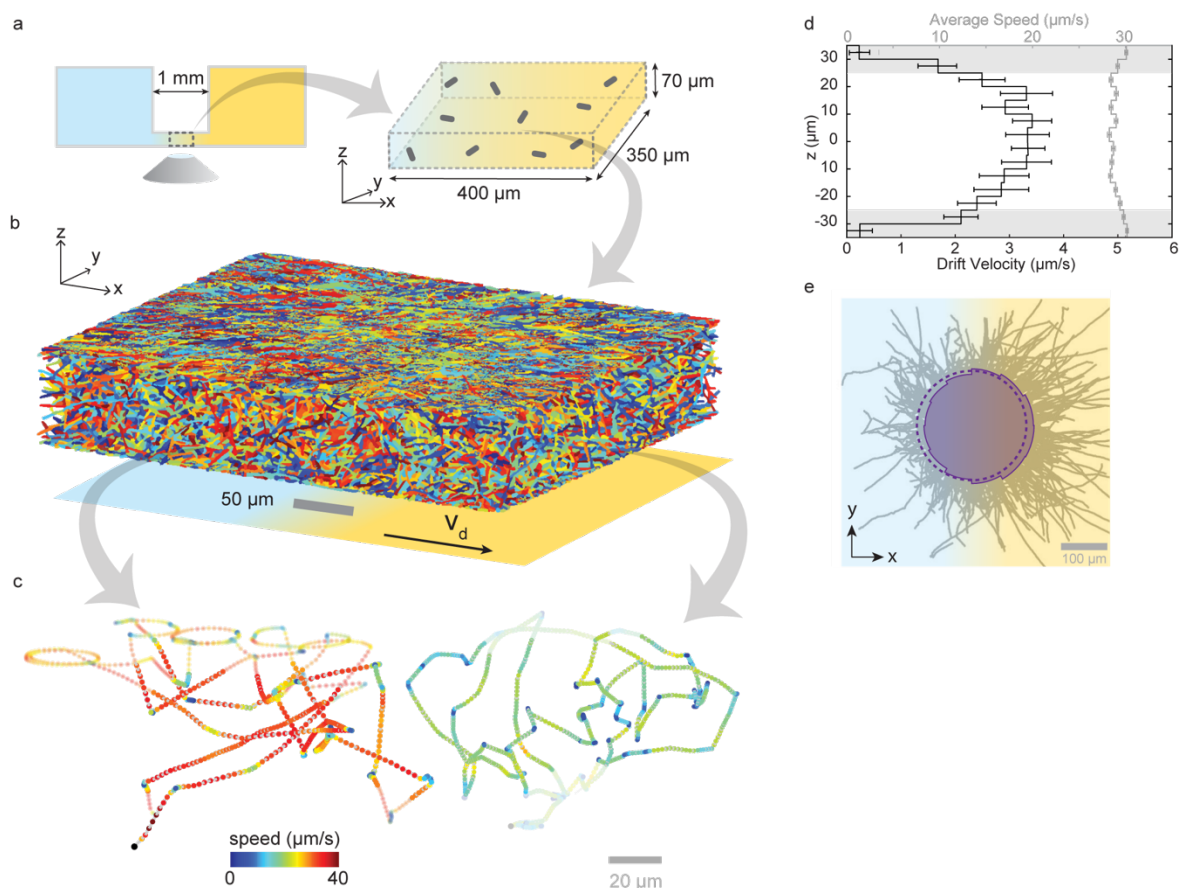 a
1 mm
70 µm
350 µm
400 µm
z
y
x
b
z
y
x
50 µm
V d
c
speed (µm/s)
0 40
20 µm
d
Average Speed (µm/s)
0 10 20 30
30
20
10
0
-10
-20
-30
z (µm)
0 1 2 3 4 5 6
Drift Velocity (µm/s)
e
y
x
100 µm